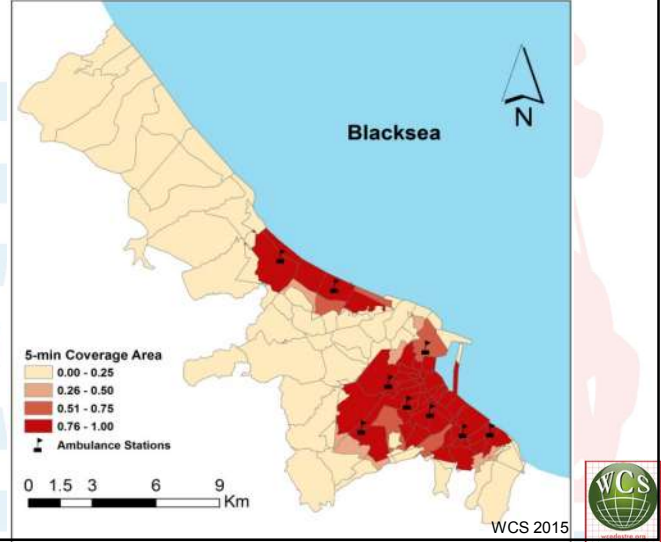 Blacksea
N
5-min Coverage Area
0.00 - 0.25
0.26 - 0.50
0.51 - 0.75
0.76 - 1.00
Ambulance Stations
0 1.5 3 6 9
Km
WCS 2015
WCS